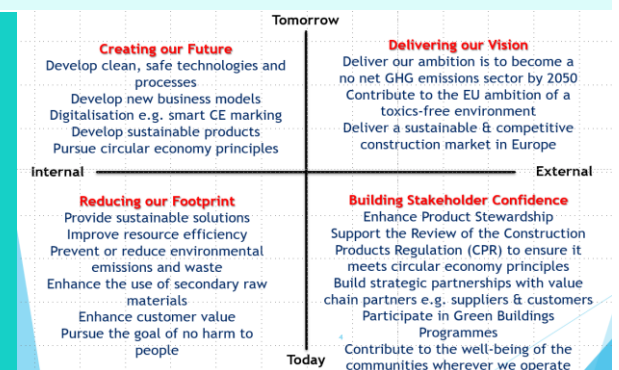 Tomorrow
Creating our Future
Develop clean, safe technologies and
processes
Develop new business models
Digitalisation e.g. smart CE marking
Develop sustainable products
Pursue circular economy principles
Delivering our Vision
Deliver our ambition is to become a
no net GHG emissions sector by 2050
Contribute to the EU ambition of a
toxics-free environment
Deliver a sustainable & competitive
construction market in Europe
Internal
External
Reducing our Footprint
Provide sustainable solutions
Improve resource efficiency
Prevent or reduce environmental
emissions and waste
Enhance the use of secondary raw
materials
Enhance customer value
Pursue the goal of no harm to
people
Building Stakeholder Confidence
Enhance Product Stewardship
Support the Review of the Construction
Products Regulation (CPR) to ensure it
meets circular economy principles
Build strategic partnerships with value
chain partners e.g. suppliers & customers
Participate in Green Buildings
Programmes
Contribute to the well-being of the
communities wherever we operate
Today